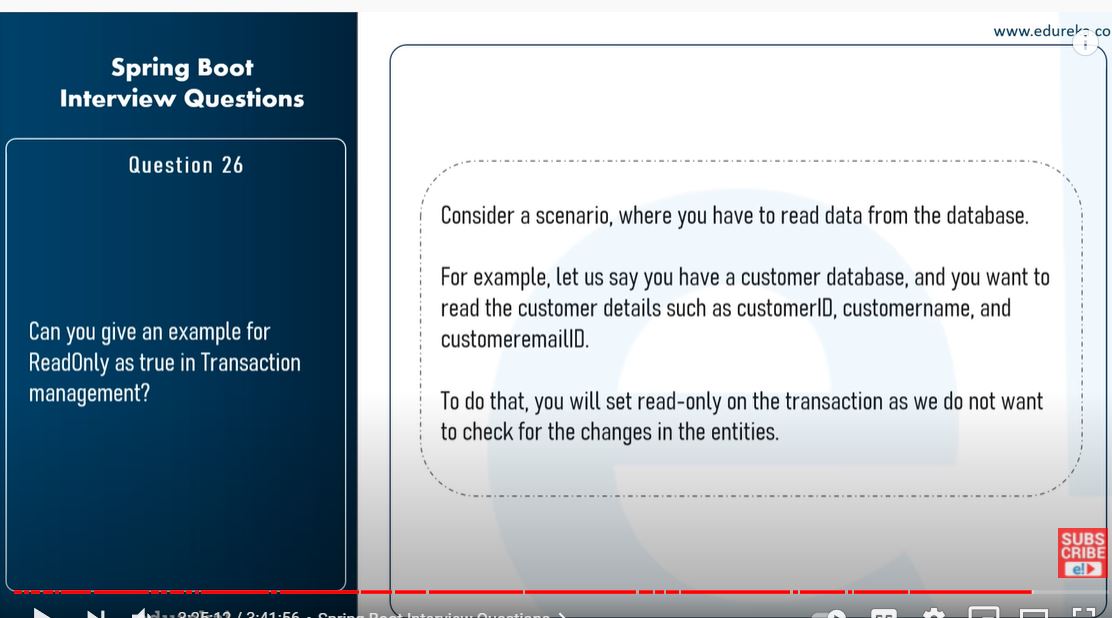 www.edureka.co
Spring Boot
Interview Questions
Question 26
Can you give an example for
ReadOnly as true in Transaction
management?
Consider a scenario, where you have to read data from the database.
For example, let us say you have a customer database, and you want to
read the customer details such as customerID, customername, and
customeremailID.
To do that, you will set read-only on the transaction as we do not want
to check for the changes in the entities.
SUBS
CRIBE
e!
3:25:12 / 3:41:56 • Spring Boot Interview Questions